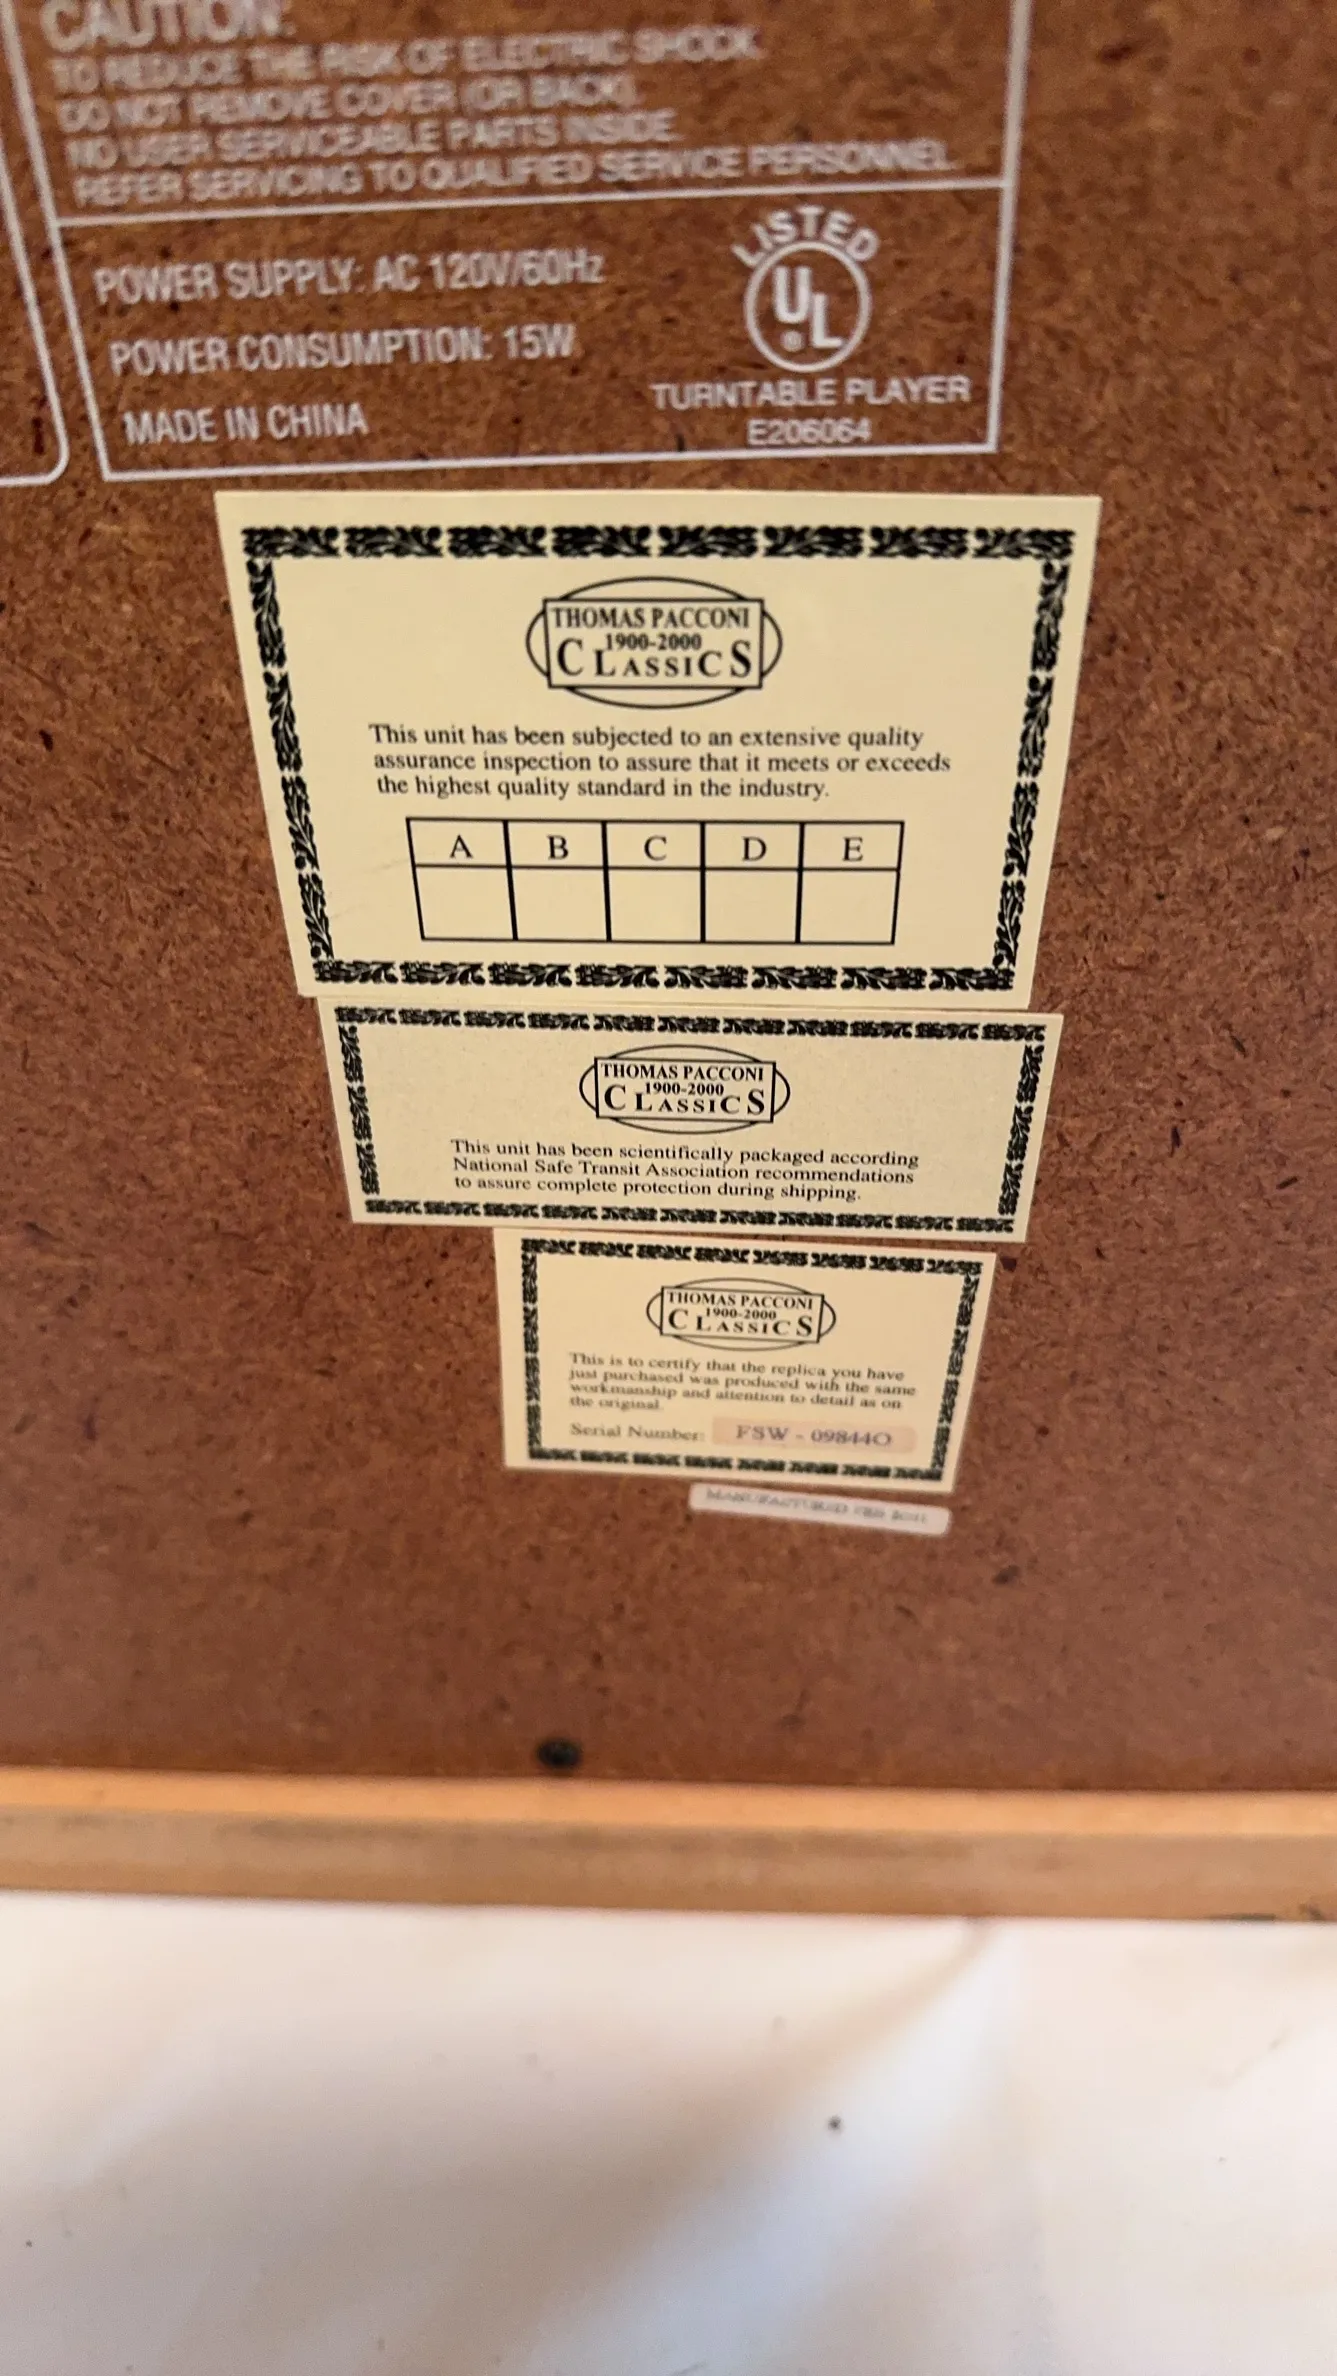 CAUTION:
TO REDUCE THE RISK OF ELECTRIC SHOCK,
DO NOT REMOVE COVER (OR BACK),
NO USER SERVICEABLE PARTS INSIDE
REFER SERVICING TO QUALIFIED SERVICE PERSONNEL.
POWER SUPPLY: AC 120V/60Hz
POWER CONSUMPTION: 15W
MADE IN CHINA
LISTED
UL
®
TURNTABLE PLAYER
E206064
THOMAS PACCONI
1900-2000
CLASSICS
This unit has been subjected to an extensive quality
assurance inspection to assure that it meets or exceeds
the highest quality standard in the industry.
A B C D E
THOMAS PACCONI
1900-2000
CLASSICS
This unit has been scientifically packaged according
National Safe Transit Association recommendations
to assure complete protection during shipping.
THOMAS PACCONI
1900-2000
CLASSICS
This is to certify that the replica you have
just purchased was produced with the same
workmanship and attention to detail as on
the original.
Serial Number: FSW - 098440
MANUFACTURED